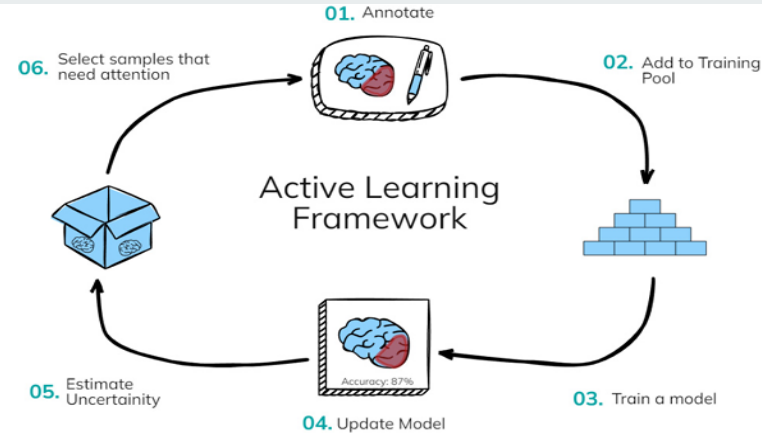 01. Annotate
06. Select samples that
need attention
02. Add to Training
Pool
Active Learning
Framework
Accuracy: 87%
05. Estimate
Uncertainity
03. Train a model
04. Update Model